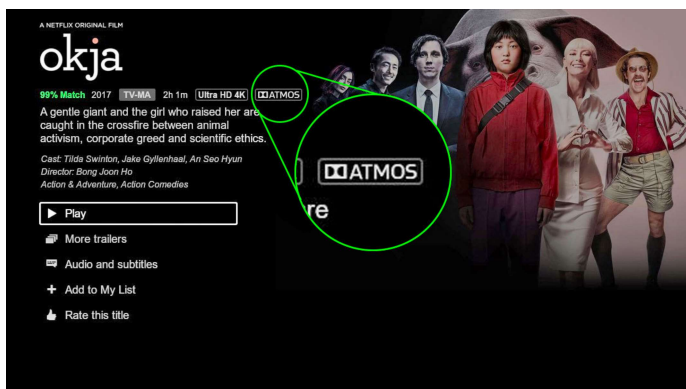 A NETFLIX ORIGINAL FILM
okja
99% Match 2017 TV-MA 2h 1m Ultra HD 4K ATMOS
A gentle giant and the girl who raised her are
caught in the crossfire between animal
activism, corporate greed and scientific ethics.
ATMOS
re
Cast: Tilda Swinton, Jake Gyllenhaal, An Seo Hyun
Director: Bong Joon Ho
Action & Adventure, Action Comedies
Play
More trailers
Audio and subtitles
Add to My List
Rate this title